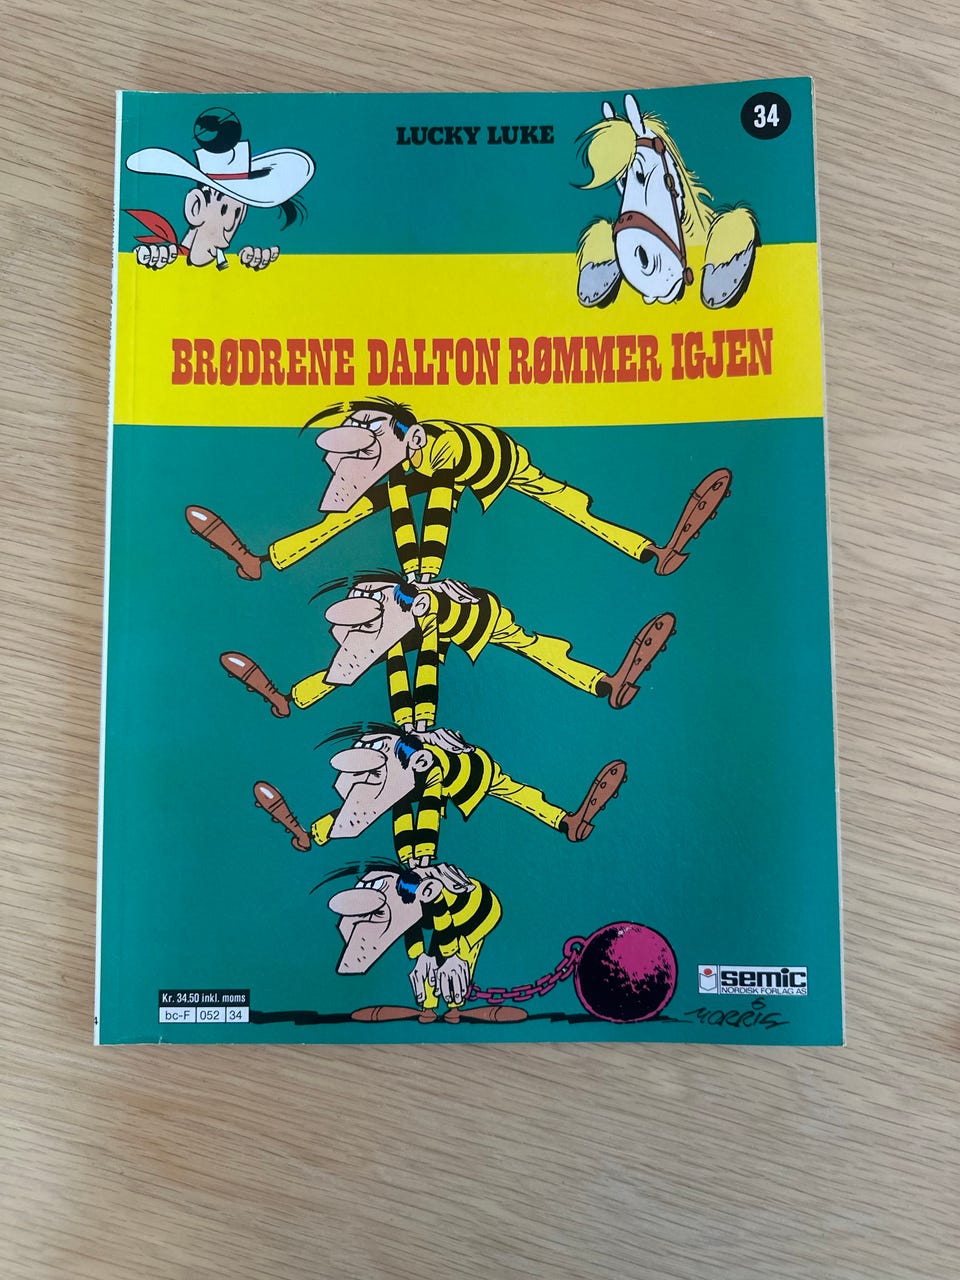 LUCKY LUKE
34
BRØDRENE DALTON RØMMER IGJEN
Kr. 34.50 inkl. moms
bc-F 052 34
semic
NORDISK FORLAG AS
MORRIS
4